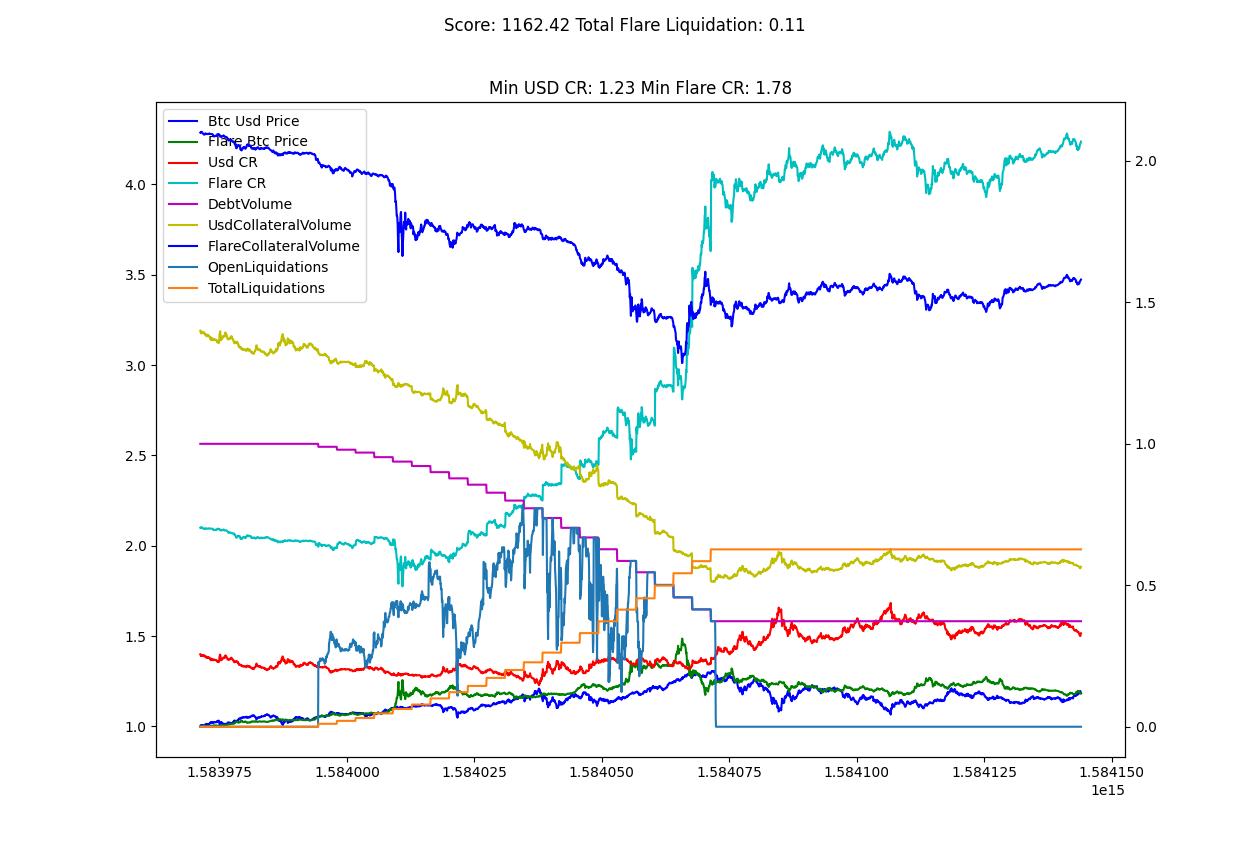 Score: 1162.42 Total Flare Liquidation: 0.11
Min USD CR: 1.23 Min Flare CR: 1.78
Btc Usd Price
Flare Btc Price
Usd CR
Flare CR
DebtVolume
UsdCollateralVolume
FlareCollateralVolume
OpenLiquidations
TotalLiquidations
4.0
3.5
3.0
2.5
2.0
1.5
1.0
2.0
1.5
1.0
0.5
0.0
1.583975 1.584000 1.584025 1.584050 1.584075 1.584100 1.584125 1.584150
1e15